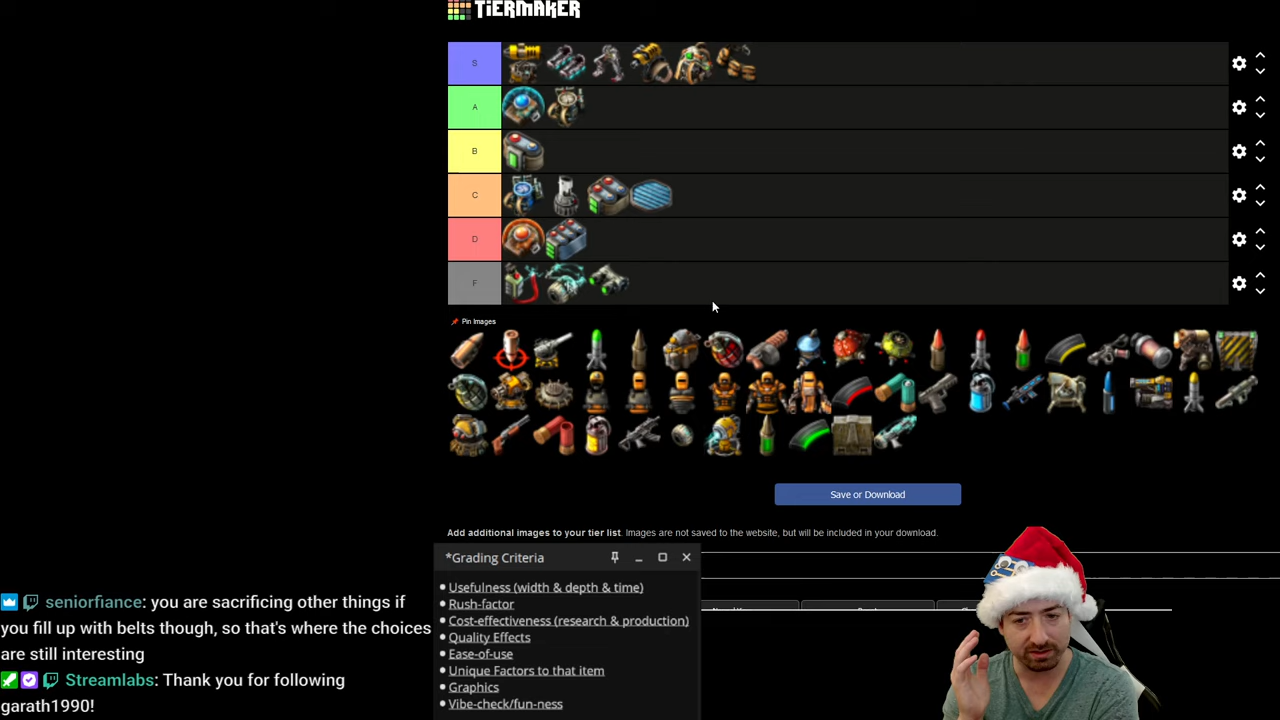 TiERMAKER
S
A
B
C
D
F
📌 Pin Images
Save or Download
Add additional images to your tier list. Images are not saved to the website, but will be included in your download.
*Grading Criteria
• Usefulness (width & depth & time)
• Rush-factor
• Cost-effectiveness (research & production)
• Quality Effects
• Ease-of-use
• Unique Factors to that item
• Graphics
• Vibe-check/fun-ness
seniorfiance: you are sacrificing other things if
you fill up with belts though, so that's where the choices
are still interesting
Streamlabs: Thank you for following
garath1990!